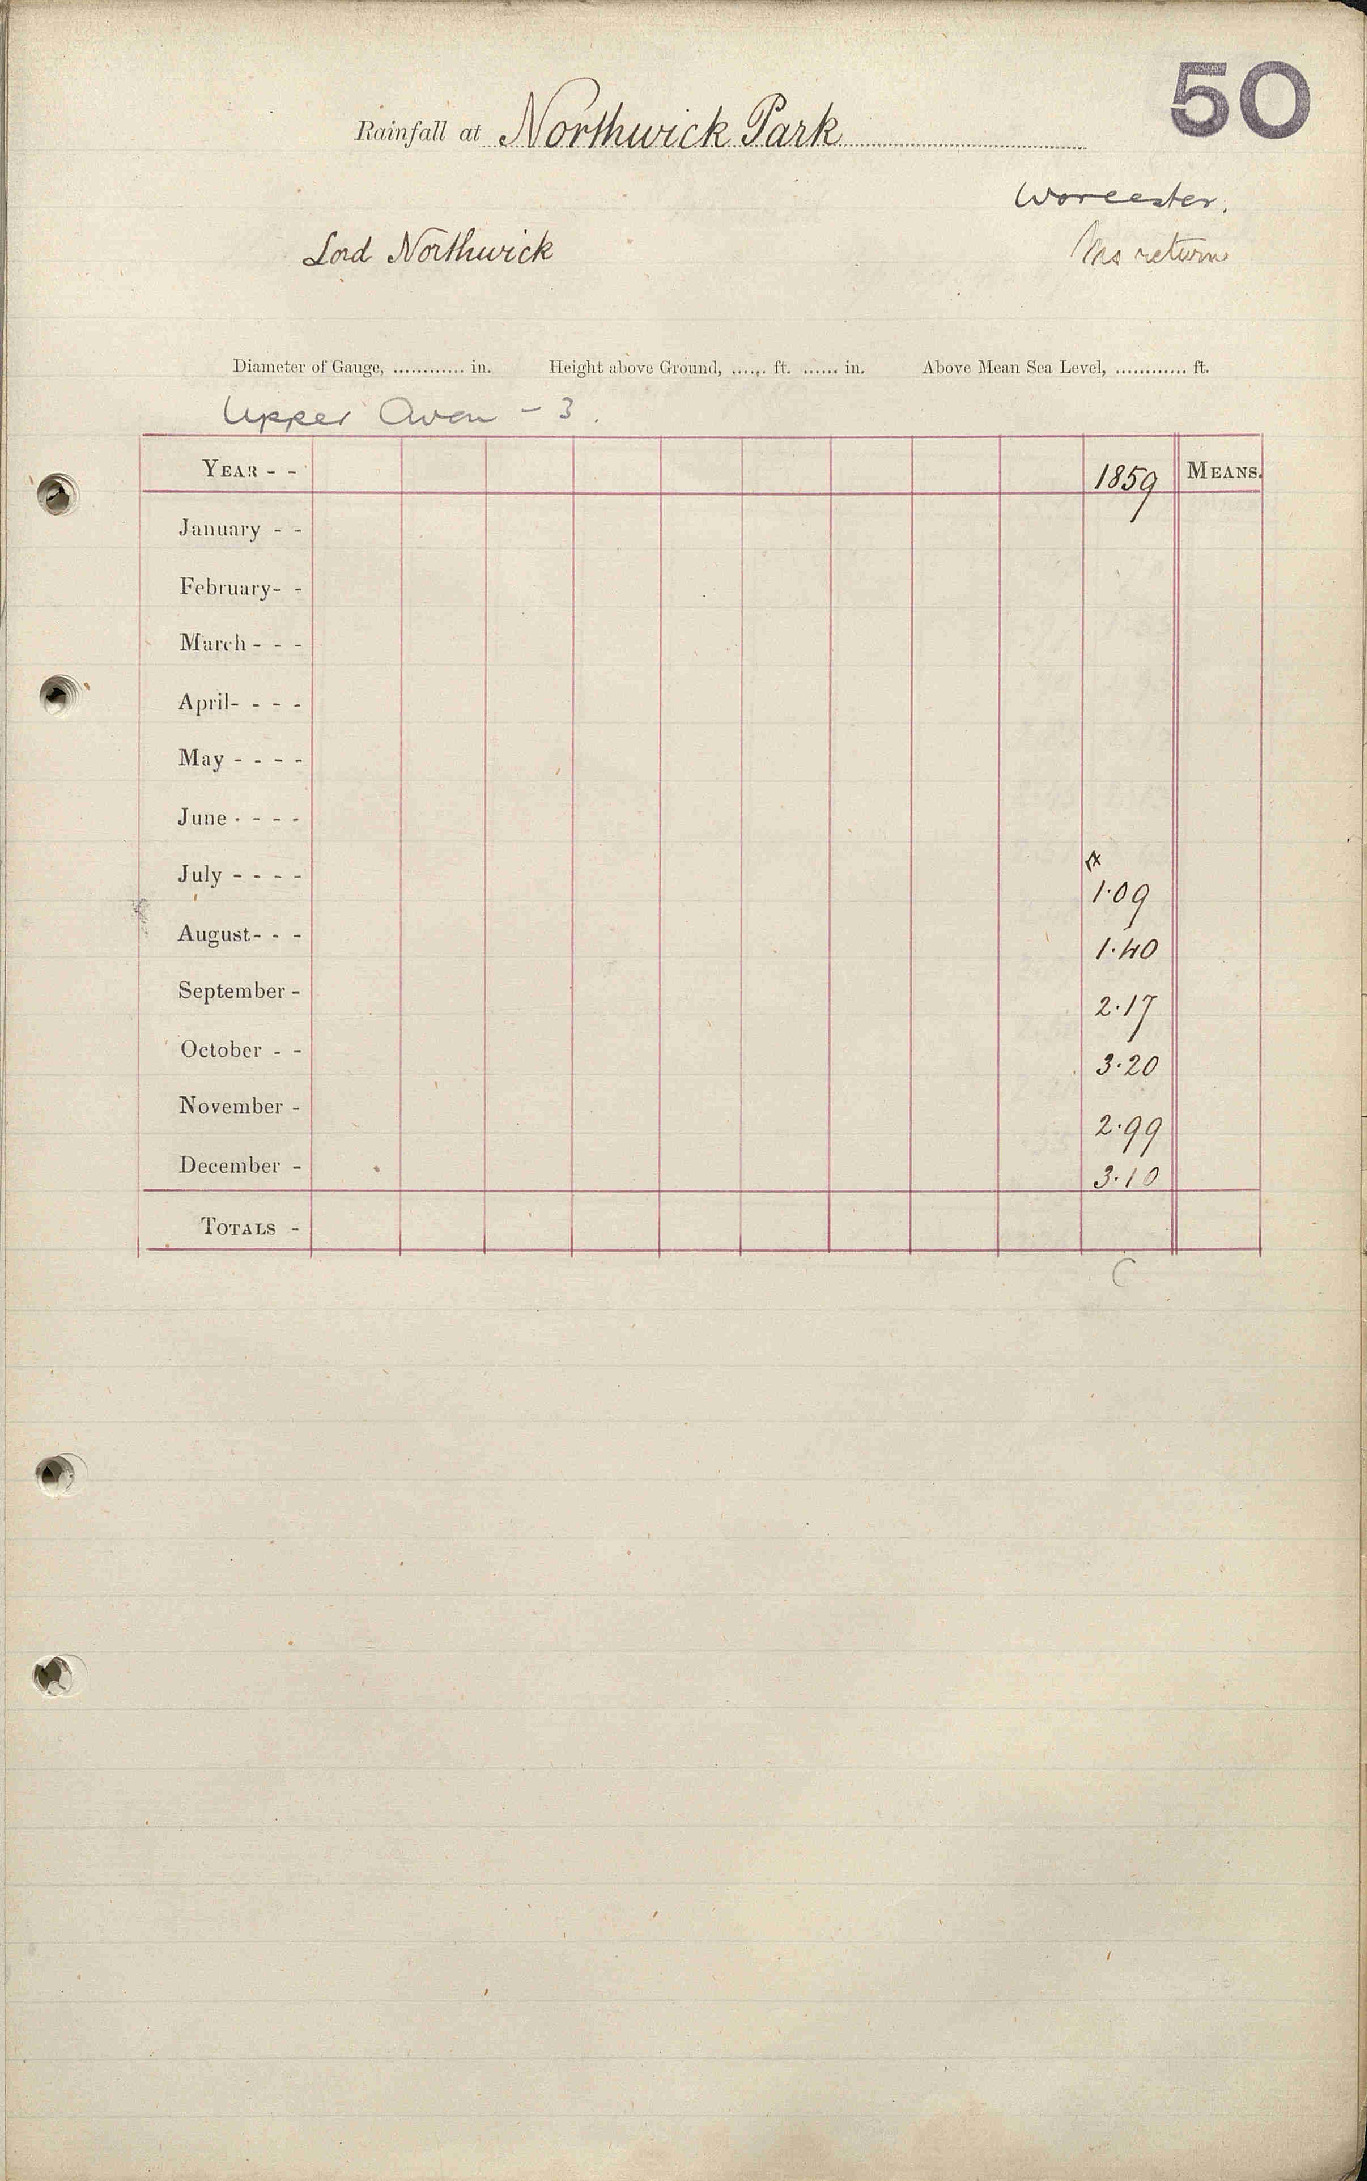 50
Rainfall at Northwick Park
Worcester.
Lord Northwick
Ms return
Diameter of Gauge, ............ in. Height above Ground, ...... ft. ...... in. Above Mean Sea Level, ............ ft.
Upper Avon - 3.
YEAR - - 1859 MEANS.
January - -
February - -
March - - -
April - - - -
May - - - -
June - - - -
July - - - - 1.09
August - - - 1.40
September - 2.17
October - - 3.20
November - 2.99
December - 3.10
TOTALS -
C